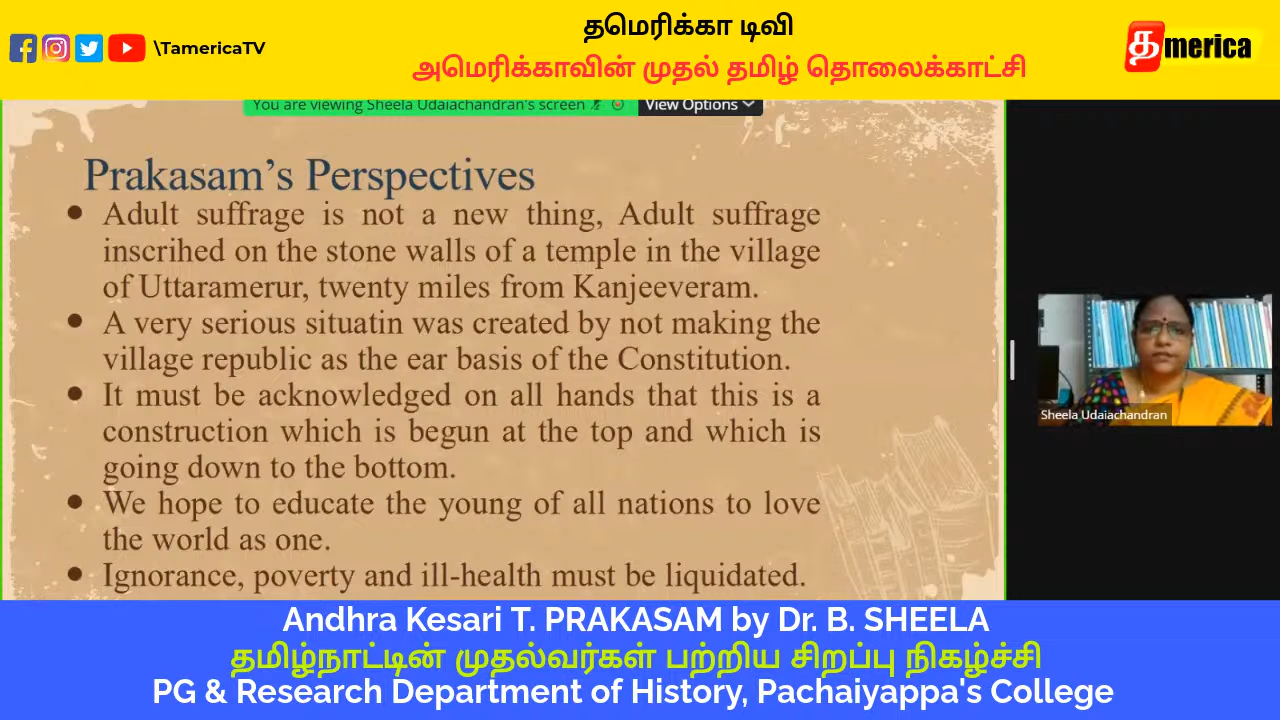 தமெரிக்கா டிவி
\TamericaTV
அமெரிக்காவின் முதல் தமிழ் தொலைக்காட்சி
தmerica
You are viewing Sheela Udaiachandran's screen
View Options
Prakasam's Perspectives
• Adult suffrage is not a new thing, Adult suffrage
inscrihed on the stone walls of a temple in the village
of Uttaramerur, twenty miles from Kanjeeveram.
• A very serious situatin was created by not making the
village republic as the ear basis of the Constitution.
• It must be acknowledged on all hands that this is a
construction which is begun at the top and which is
going down to the bottom.
• We hope to educate the young of all nations to love
the world as one.
• Ignorance, poverty and ill-health must be liquidated.
Sheela Udaiachandran
Andhra Kesari T. PRAKASAM by Dr. B. SHEELA
தமிழ்நாட்டின் முதல்வர்கள் பற்றிய சிறப்பு நிகழ்ச்சி
PG & Research Department of History, Pachaiyappa's College